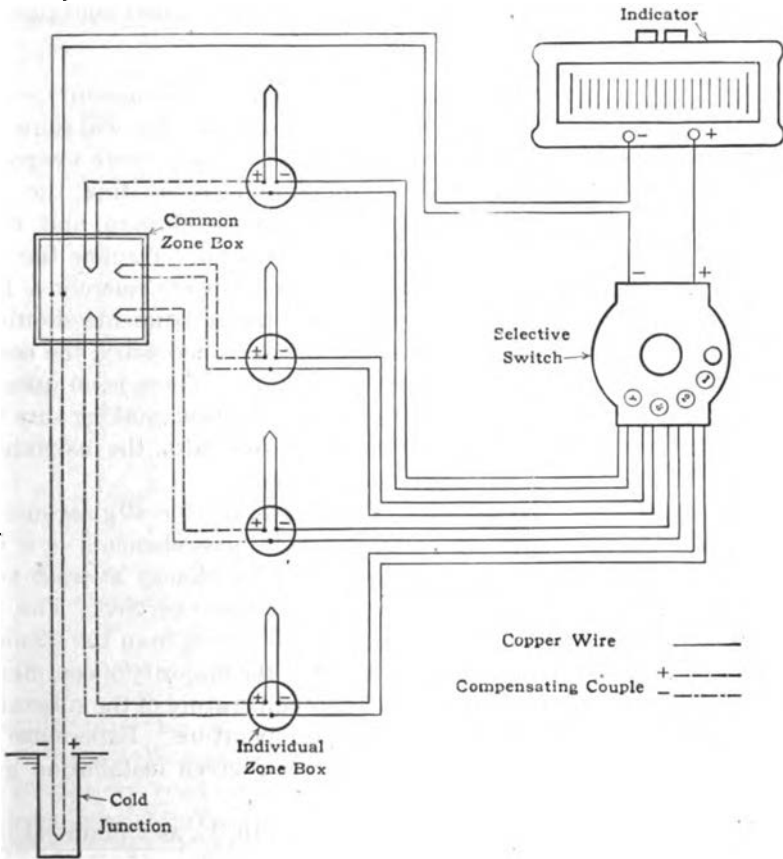 Indicator
- +
+ -
Common
Zone Box
+ -
- +
Selective
Switch
+ -
Copper Wire
+
Compensating Couple -
+ -
Individual
Zone Box
- +
Cold
Junction